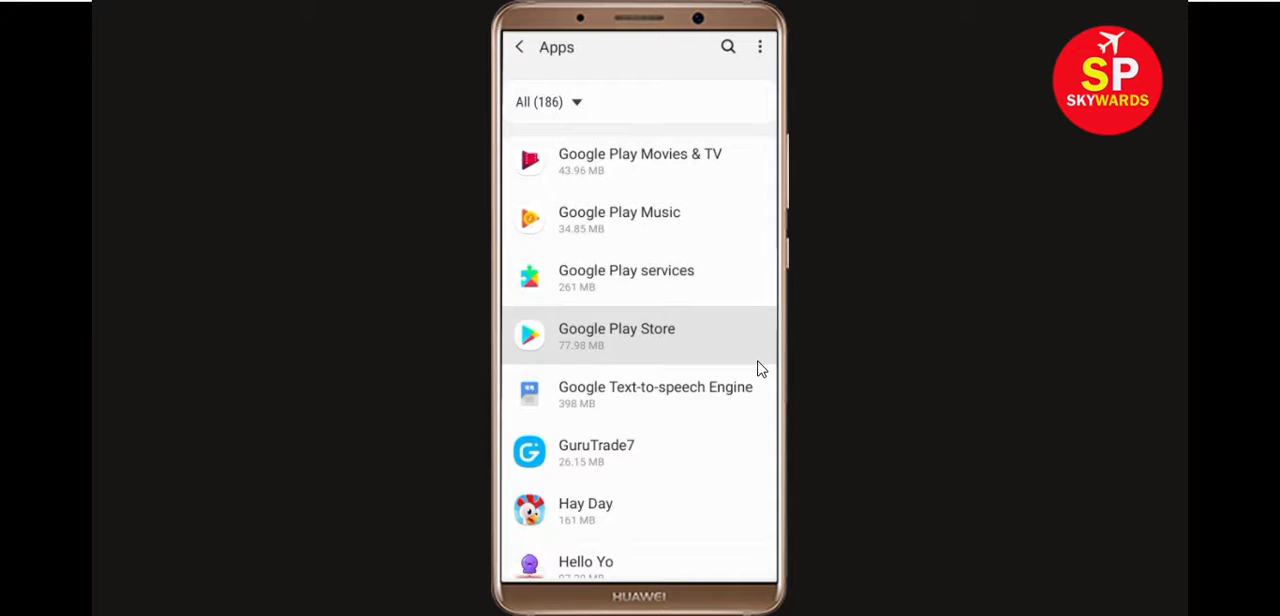 Apps
All (186)
Google Play Movies & TV
43.96 MB
Google Play Music
34.85 MB
Google Play services
261 MB
Google Play Store
77.98 MB
Google Text-to-speech Engine
398 MB
GuruTrade7
26.15 MB
Hay Day
161 MB
Hello Yo
HUAWEI
SP
SKYWARDS